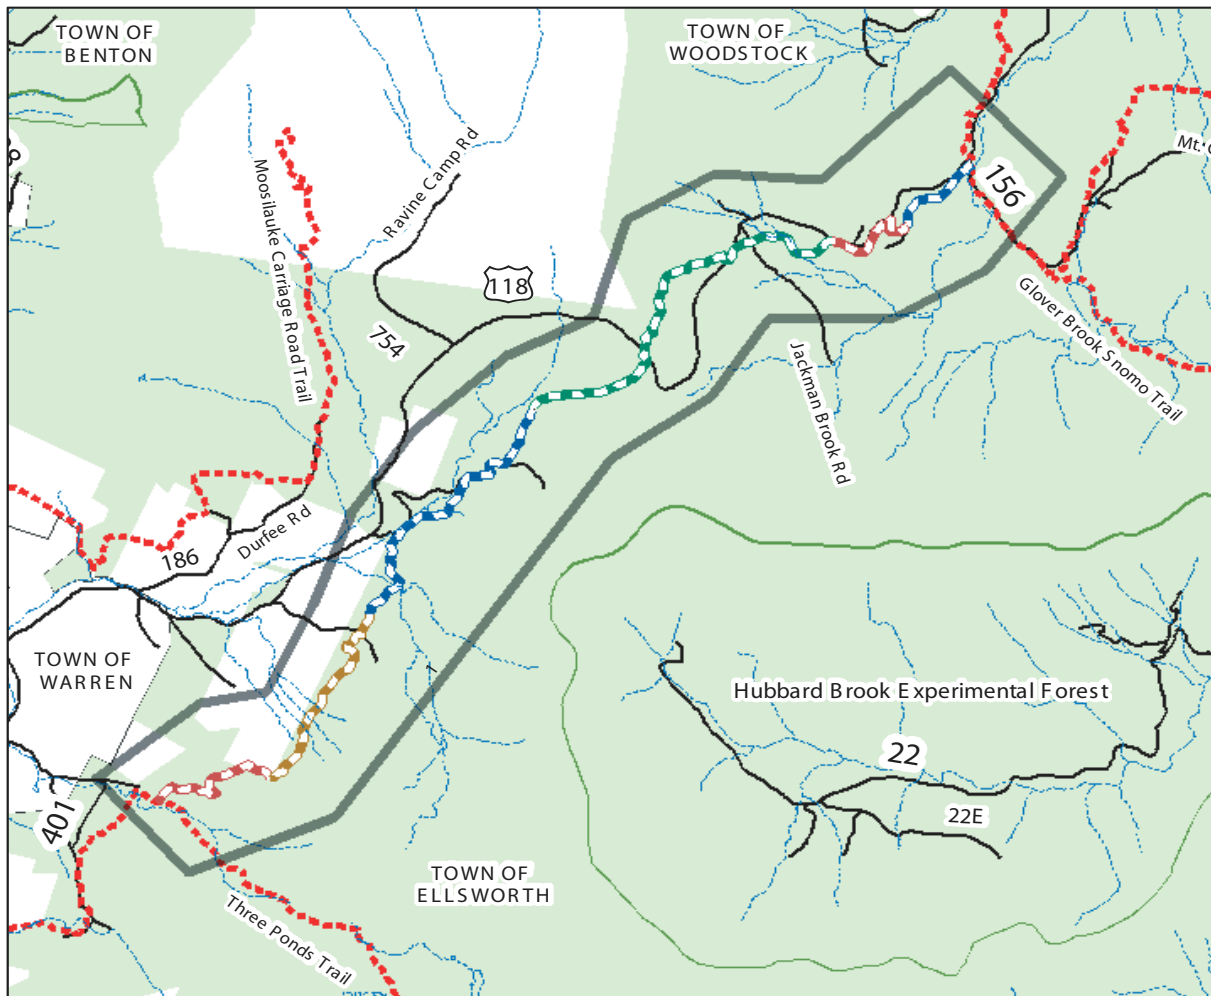 TOWN OF
BENTON
TOWN OF
WOODSTOCK
Mt.
Moosilauke Carriage Road Trail
Ravine Camp Rd
156
118
754
Glover Brook Snomo Trail
Jackman Brook Rd
Durfee Rd
186
TOWN OF
WARREN
Hubbard Brook Experimental Forest
22
22E
401
TOWN OF
ELLSWORTH
Three Ponds Trail